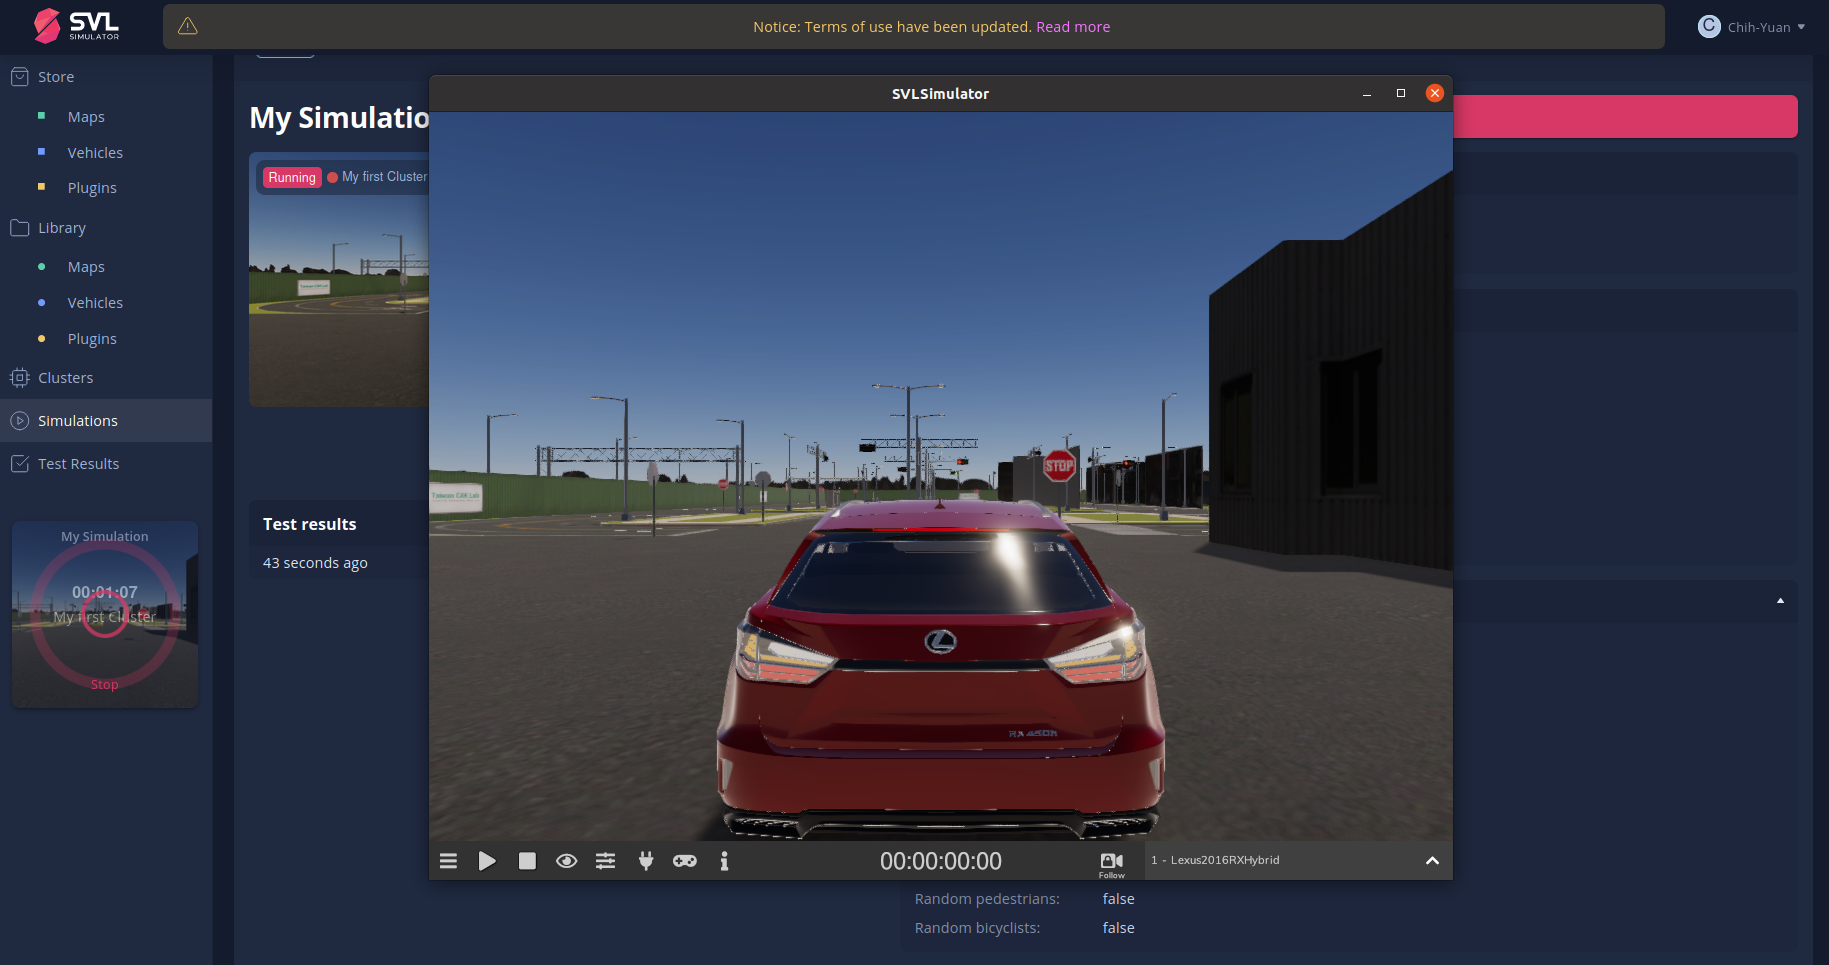 SVL
SIMULATOR
Notice: Terms of use have been updated. Read more
C
Chih-Yuan
Store
Maps
Vehicles
Plugins
Library
Maps
Vehicles
Plugins
Clusters
Simulations
Test Results
My Simulation
00:01:07
My first Cluster
Stop
My Simulatio
Running
My first Cluster
Test results
43 seconds ago
SVLSimulator
STOP
00:00:00:00
Follow
1 - Lexus2016RXHybrid
Random pedestrians: false
Random bicyclists: false